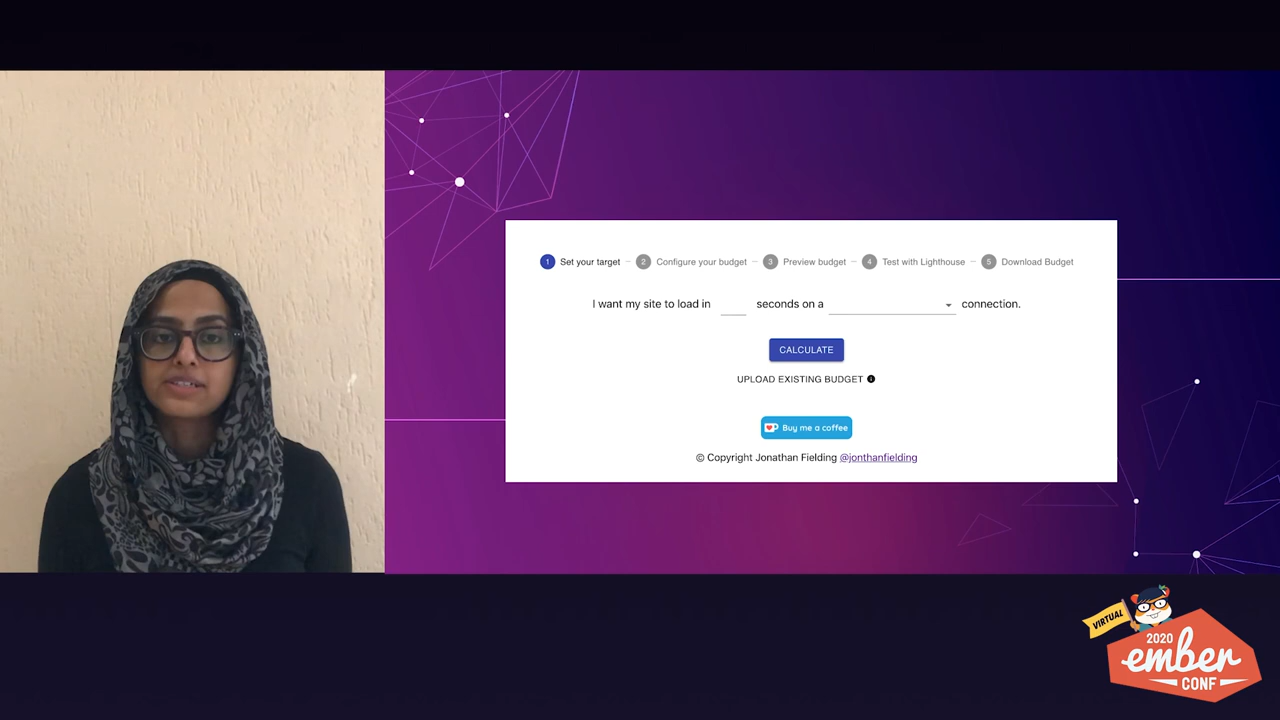 1 Set your target 2 Configure your budget 3 Preview budget 4 Test with Lighthouse 5 Download Budget
I want my site to load in seconds on a connection.
CALCULATE
UPLOAD EXISTING BUDGET
Buy me a coffee
© Copyright Jonathan Fielding @jonthanfielding
VIRTUAL
2020
ember
CONF